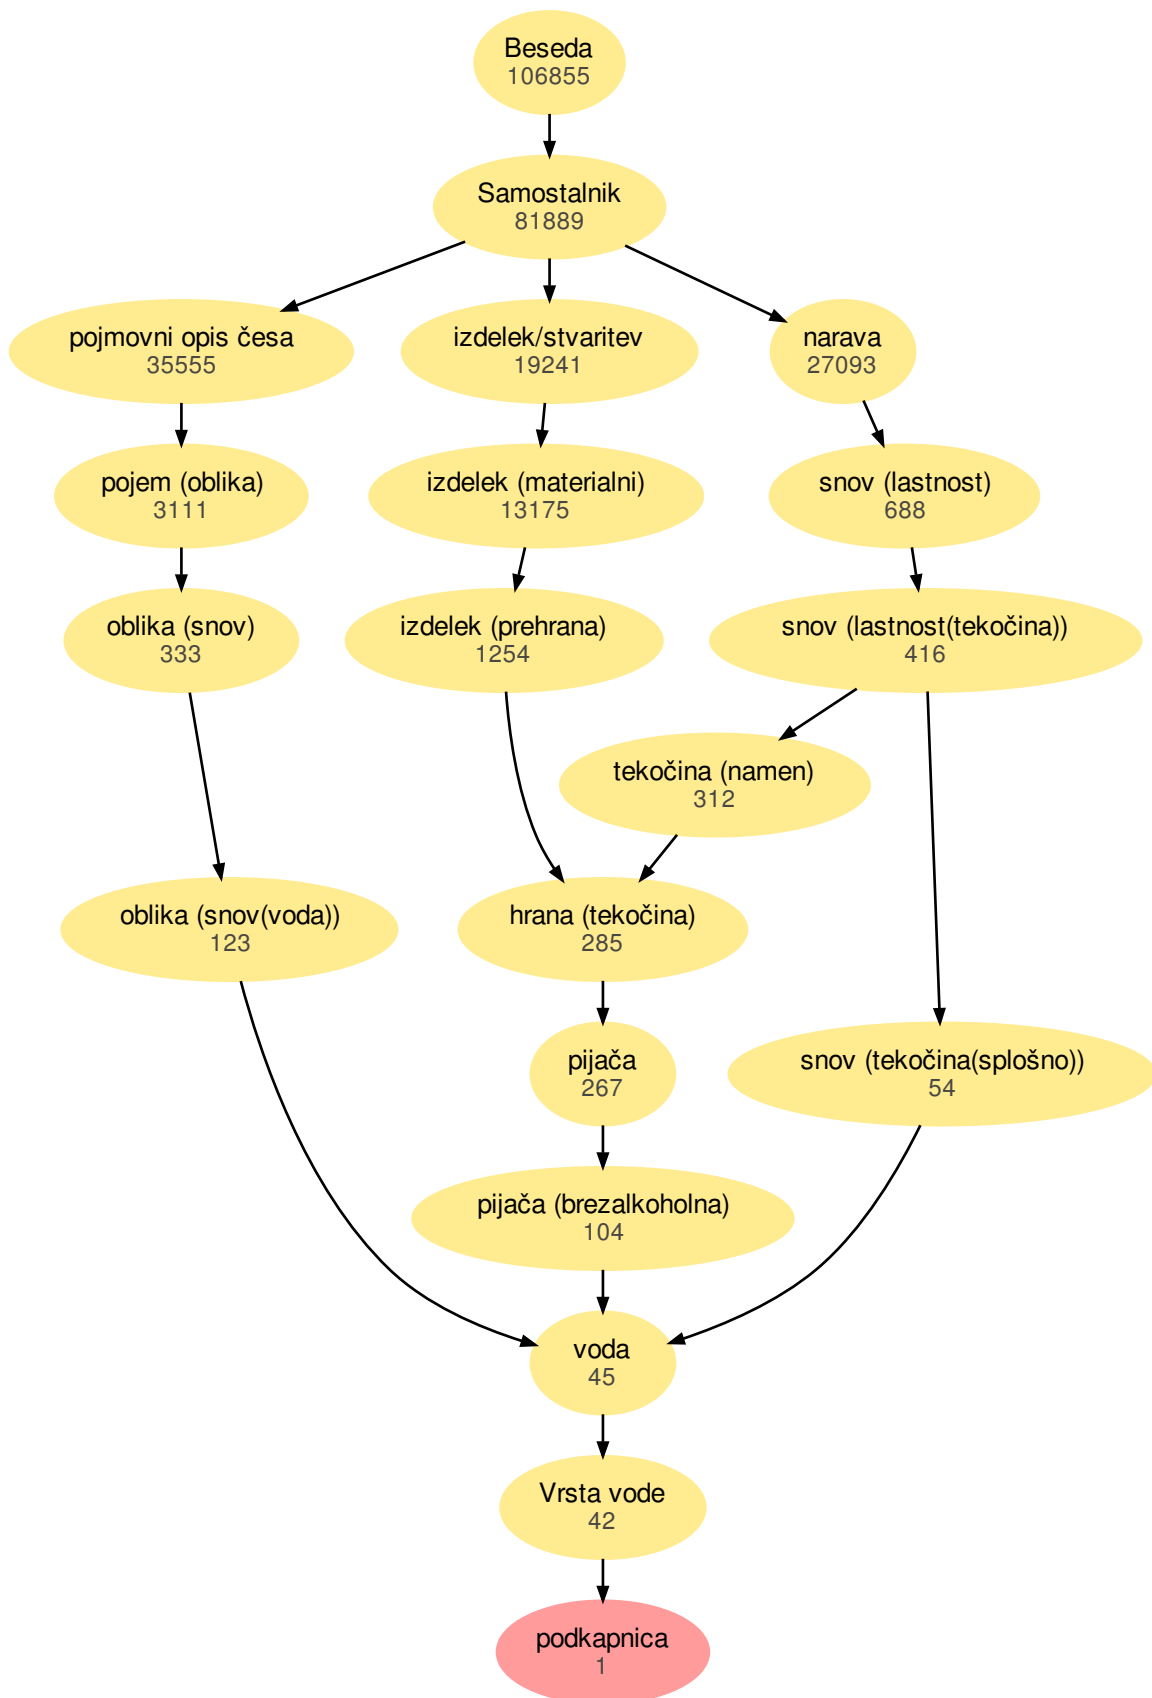 Beseda
106855
Samostalnik
81889
pojmovni opis česa
35555
izdelek/stvaritev
19241
narava
27093
pojem (oblika)
3111
izdelek (materialni)
13175
snov (lastnost)
688
oblika (snov)
333
izdelek (prehrana)
1254
snov (lastnost(tekočina))
416
tekočina (namen)
312
oblika (snov(voda))
123
hrana (tekočina)
285
pijača
267
snov (tekočina(splošno))
54
pijača (brezalkoholna)
104
voda
45
Vrsta vode
42
podkapnica
1